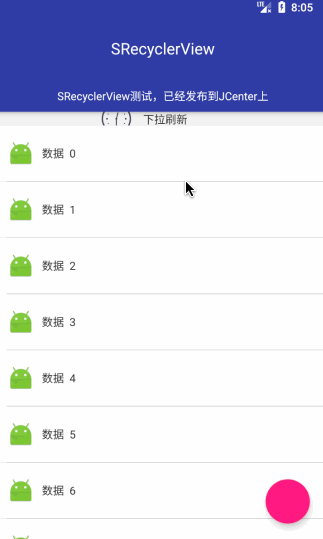 LTE 8:05
SRecyclerView
SRecyclerView测试，已经发布到JCenter上
下拉刷新
数据 0
数据 1
数据 2
数据 3
数据 4
数据 5
数据 6